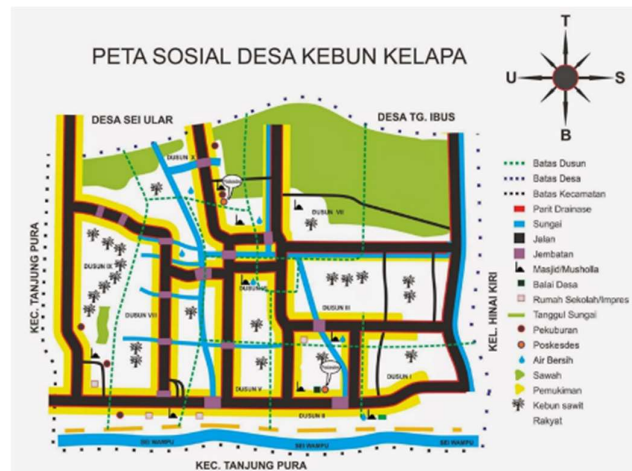 PETA SOSIAL DESA KEBUN KELAPA
T
U
S
B
DESA SEI ULAR
DESA TG. IBUS
DUSUN X
DUSUN VII
DUSUN IX
DUSUN VIII
DUSUN III
DUSUN V
DUSUN I
DUSUN II
KEC. TANJUNG PURA
KEL. HINAI KIRI
SEI WAMPU
SEI WAMPU
SEI WAMPU
KEC. TANJUNG PURA
Batas Dusun
Batas Desa
Batas Kecamatan
Parit Drainase
Sungai
Jalan
Jembatan
Masjid/Musholla
Balai Dasa
Rumah Sekolah/Impres
Tanggul Sungai
Pekuburan
Poskesdes
Air Bersih
Sawah
Pemukiman
Kebun sawit
Rakyat